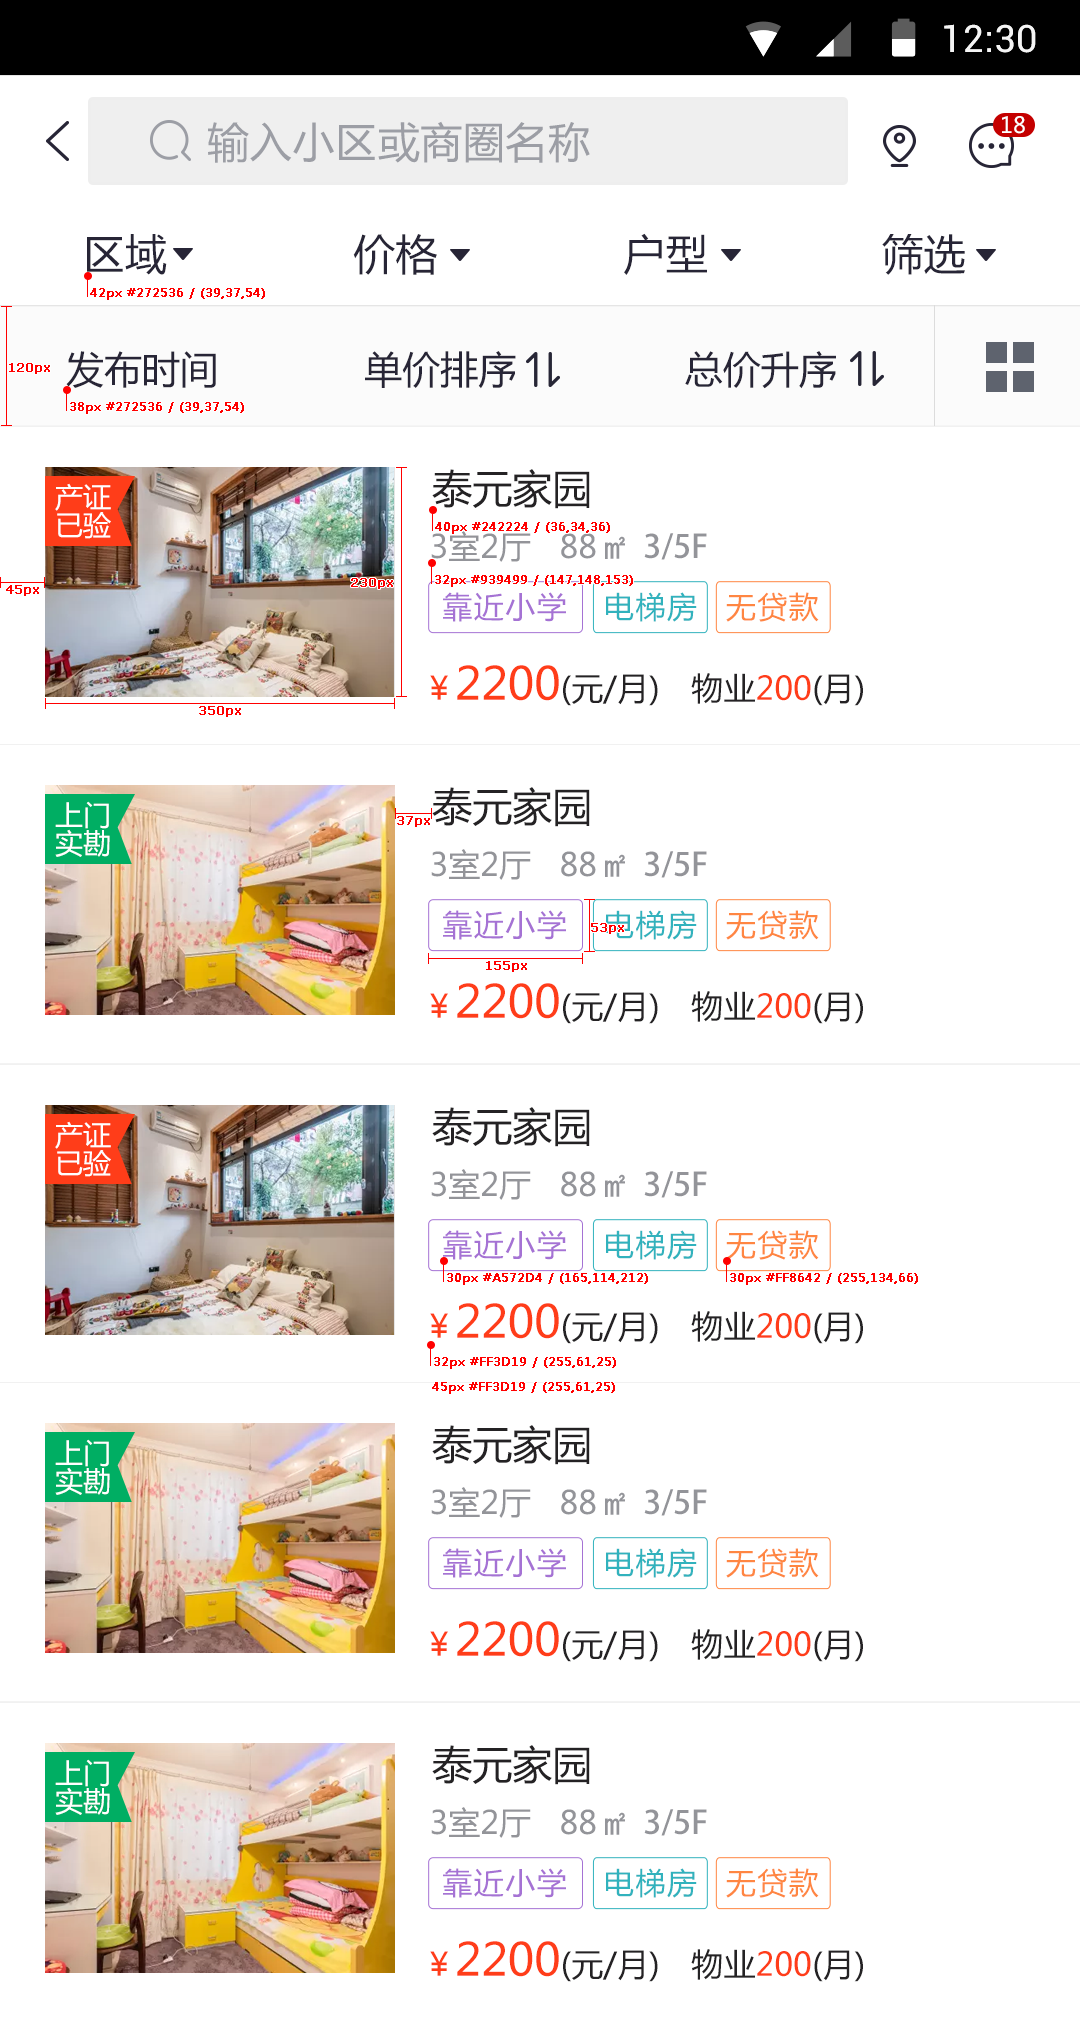 12:30
输入小区或商圈名称
18
区域 价格 户型 筛选
42px #272536 / (39,37,54)
120px
发布时间 单价排序 总价升序
38px #272536 / (39,37,54)
产证
已验
泰元家园
40px #242224 / (36,34,36)
3室2厅 88㎡ 3/5F
32px #939499 / (147,148,153)
45px
230px
靠近小学 电梯房 无贷款
¥2200(元/月) 物业200(月)
350px
上门
实勘
37px
泰元家园
3室2厅 88㎡ 3/5F
靠近小学 电梯房 无贷款
53px
155px
¥2200(元/月) 物业200(月)
产证
已验
泰元家园
3室2厅 88㎡ 3/5F
靠近小学 电梯房 无贷款
30px #A572D4 / (165,114,212)
30px #FF8642 / (255,134,66)
¥2200(元/月) 物业200(月)
32px #FF3D19 / (255,61,25)
45px #FF3D19 / (255,61,25)
上门
实勘
泰元家园
3室2厅 88㎡ 3/5F
靠近小学 电梯房 无贷款
¥2200(元/月) 物业200(月)
上门
实勘
泰元家园
3室2厅 88㎡ 3/5F
靠近小学 电梯房 无贷款
¥2200(元/月) 物业200(月)